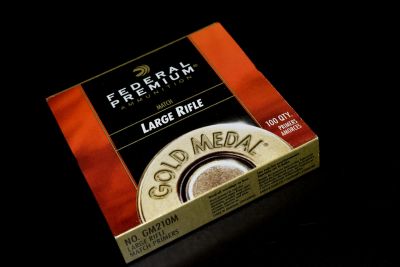 FEDERAL
PREMIUM
AMMUNITION
MATCH
LARGE RIFLE
100 QTY.
PRIMERS
AMORCES
GOLD MEDAL®
NO. GM210M
LARGE RIFLE
MATCH PRIMERS